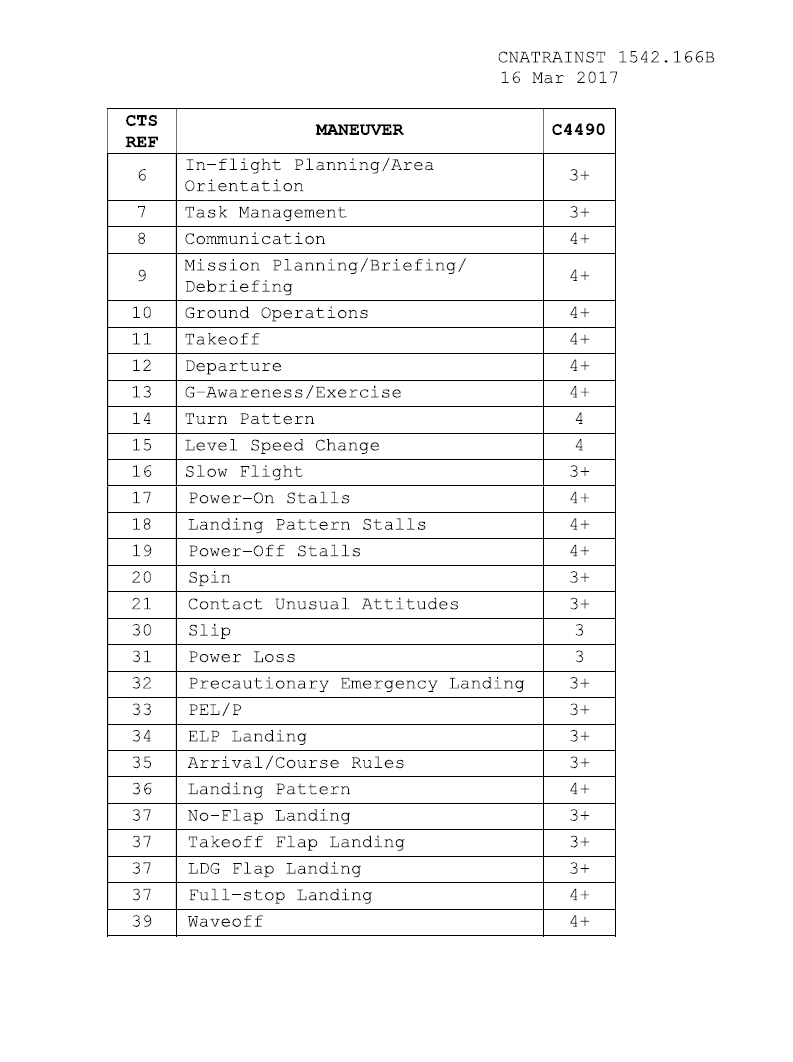 CNATRAINST 1542.166B
16 Mar 2017
CTS
REF
MANEUVER
C4490
6 In-flight Planning/Area
Orientation 3+
7 Task Management 3+
8 Communication 4+
9 Mission Planning/Briefing/
Debriefing 4+
10 Ground Operations 4+
11 Takeoff 4+
12 Departure 4+
13 G-Awareness/Exercise 4+
14 Turn Pattern 4
15 Level Speed Change 4
16 Slow Flight 3+
17 Power-On Stalls 4+
18 Landing Pattern Stalls 4+
19 Power-Off Stalls 4+
20 Spin 3+
21 Contact Unusual Attitudes 3+
30 Slip 3
31 Power Loss 3
32 Precautionary Emergency Landing 3+
33 PEL/P 3+
34 ELP Landing 3+
35 Arrival/Course Rules 3+
36 Landing Pattern 4+
37 No-Flap Landing 3+
37 Takeoff Flap Landing 3+
37 LDG Flap Landing 3+
37 Full-stop Landing 4+
39 Waveoff 4+